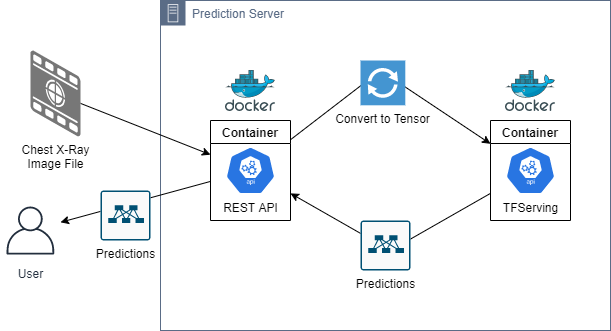 Prediction Server
docker
docker
Container
api
REST API
Convert to Tensor
Container
api
TFServing
Chest X-Ray
Image File
Predictions
Predictions
User